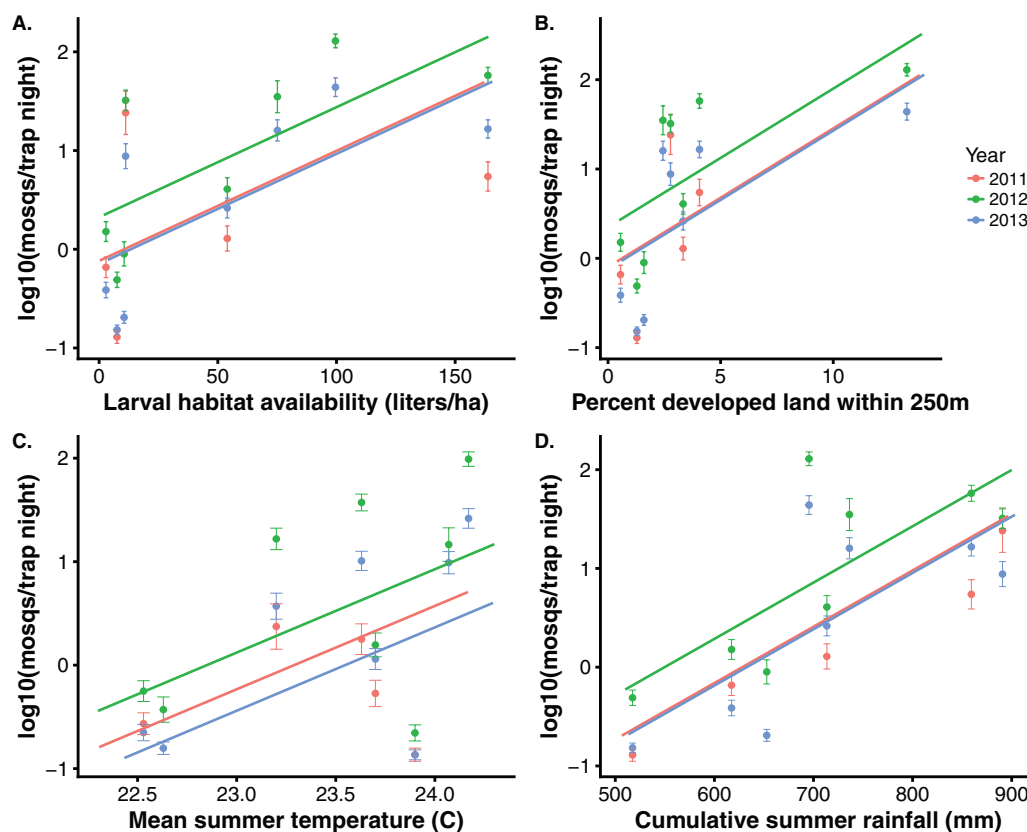 A.
log10(mosqs/trap night)
2
1
0
−1
0 50 100 150
Larval habitat availability (liters/ha)
B.
log10(mosqs/trap night)
2
1
0
−1
0 5 10
Percent developed land within 250m
Year
2011
2012
2013
C.
log10(mosqs/trap night)
2
1
0
−1
22.5 23.0 23.5 24.0
Mean summer temperature (C)
D.
log10(mosqs/trap night)
2
1
0
−1
500 600 700 800 900
Cumulative summer rainfall (mm)